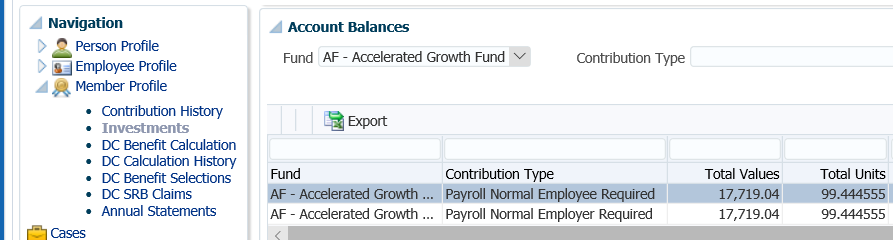 Navigation
Person Profile
Employee Profile
Member Profile
Contribution History
Investments
DC Benefit Calculation
DC Calculation History
DC Benefit Selections
DC SRB Claims
Annual Statements
Cases
Account Balances
Fund AF - Accelerated Growth Fund Contribution Type
Export
Fund Contribution Type Total Values Total Units
AF - Accelerated Growth ... Payroll Normal Employee Required 17,719.04 99.444555
AF - Accelerated Growth ... Payroll Normal Employer Required 17,719.04 99.444555